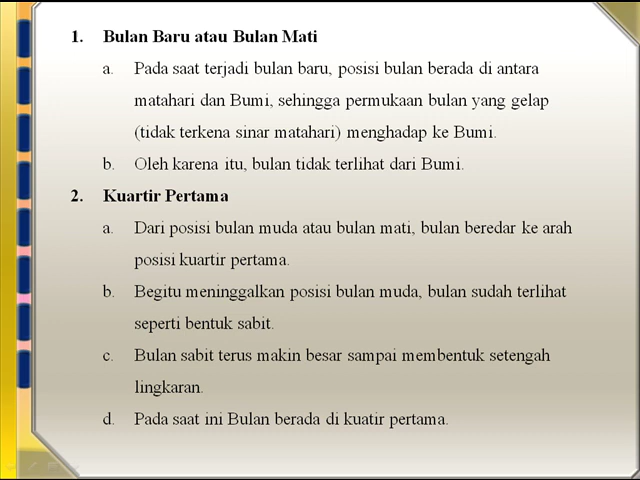 1. Bulan Baru atau Bulan Mati
a. Pada saat terjadi bulan baru, posisi bulan berada di antara
matahari dan Bumi, sehingga permukaan bulan yang gelap
(tidak terkena sinar matahari) menghadap ke Bumi.
b. Oleh karena itu, bulan tidak terlihat dari Bumi.
2. Kuartir Pertama
a. Dari posisi bulan muda atau bulan mati, bulan beredar ke arah
posisi kuartir pertama.
b. Begitu meninggalkan posisi bulan muda, bulan sudah terlihat
seperti bentuk sabit.
c. Bulan sabit terus makin besar sampai membentuk setengah
lingkaran.
d. Pada saat ini Bulan berada di kuatir pertama.